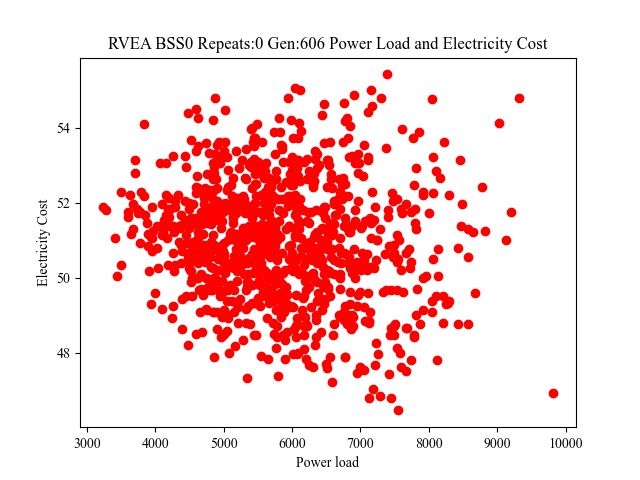 RVEA BSS0 Repeats:0 Gen:606 Power Load and Electricity Cost
Electricity Cost
54
52
50
48
3000 4000 5000 6000 7000 8000 9000 10000
Power load